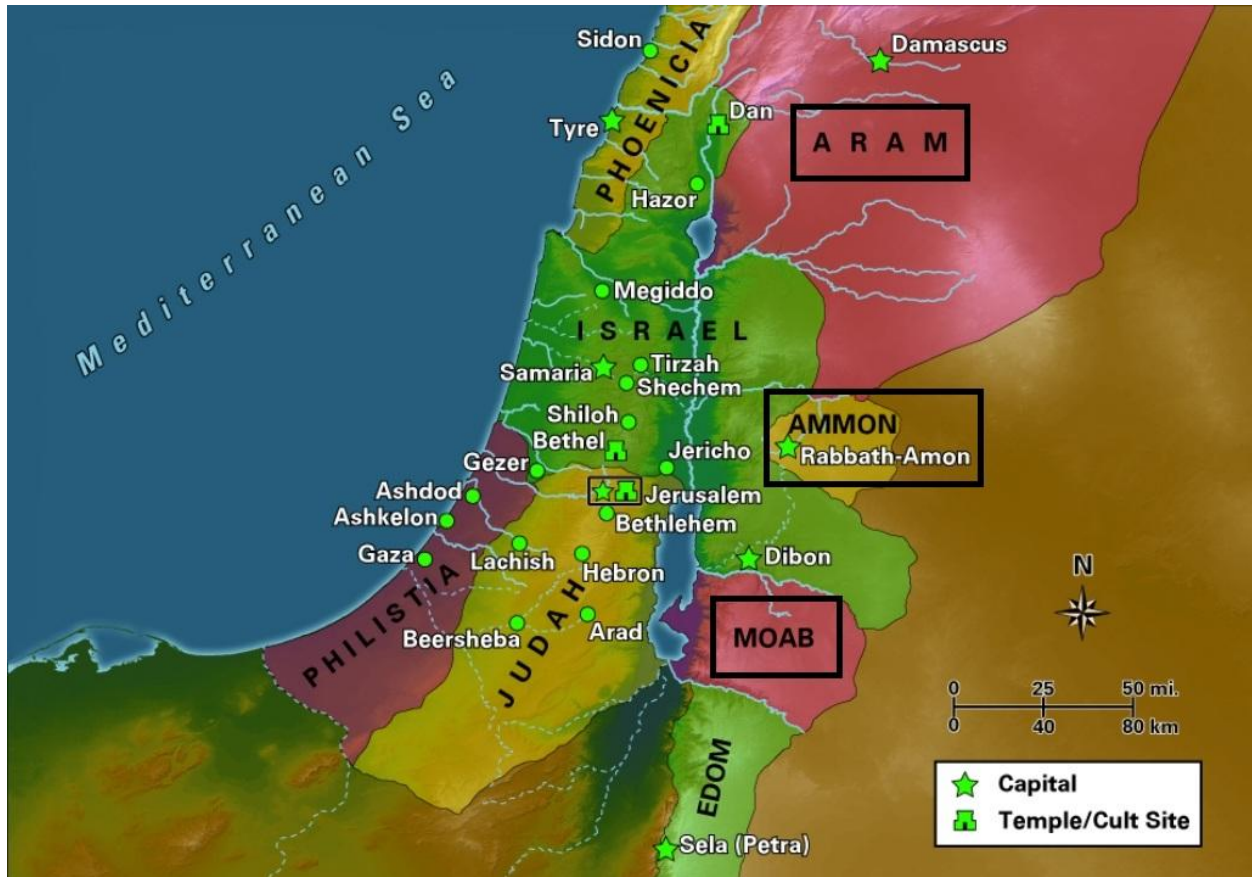 Sidon
PHOENICIA
Damascus
Tyre
Dan
ARAM
Hazor
Mediterranean Sea
Megiddo
ISRAEL
Samaria
Tirzah
Shechem
Shiloh
Bethel
AMMON
Rabbath-Amon
Gezer
Jericho
Ashdod
Jerusalem
Ashkelon
Bethlehem
Gaza
Lachish
Hebron
Dibon
PHILISTIA
JUDAH
Beersheba
Arad
MOAB
EDOM
Sela (Petra)
N
0 25 50 mi.
0 40 80 km
Capital
Temple/Cult Site